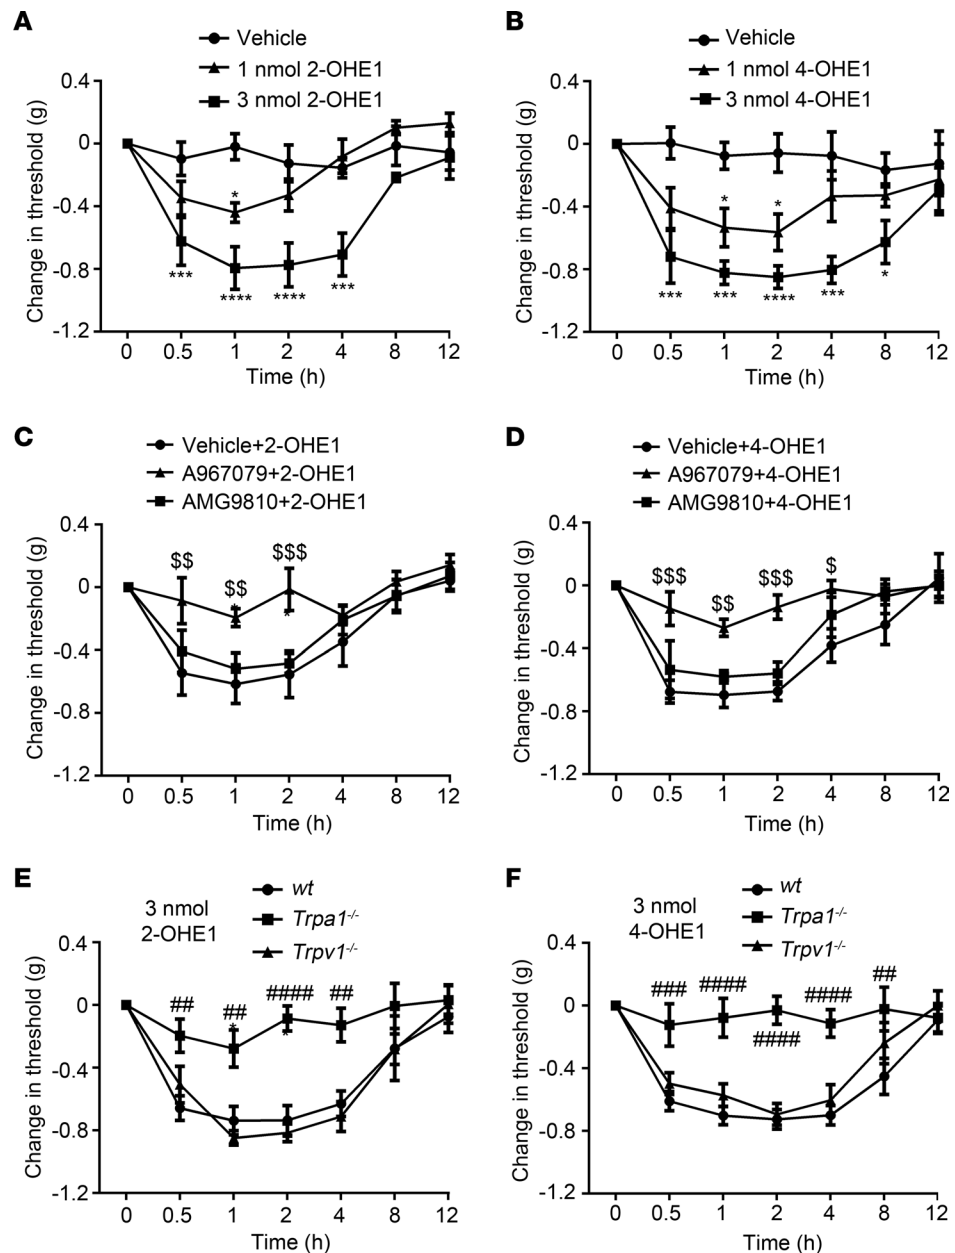 A
Vehicle
1 nmol 2-OHE1
3 nmol 2-OHE1
Change in threshold (g)
0.4
0
-0.4
-0.8
-1.2
*
***
****
****
***
0 0.5 1 2 4 8 12
Time (h)
B
Vehicle
1 nmol 4-OHE1
3 nmol 4-OHE1
Change in threshold (g)
0.4
0
-0.4
-0.8
-1.2
* *
***
***
****
***
*
0 0.5 1 2 4 8 12
Time (h)
C
Vehicle+2-OHE1
A967079+2-OHE1
AMG9810+2-OHE1
Change in threshold (g)
0.4
0
-0.4
-0.8
-1.2
$$
$$
$$$
0 0.5 1 2 4 8 12
Time (h)
D
Vehicle+4-OHE1
A967079+4-OHE1
AMG9810+4-OHE1
Change in threshold (g)
0.4
0
-0.4
-0.8
-1.2
$$$
$$
$$$
$
0 0.5 1 2 4 8 12
Time (h)
E
3 nmol
2-OHE1
wt
Trpa1-/-
Trpv1-/-
Change in threshold (g)
0.4
0
-0.4
-0.8
-1.2
##
##
*
####
##
0 0.5 1 2 4 8 12
Time (h)
F
3 nmol
4-OHE1
wt
Trpa1-/-
Trpv1-/-
Change in threshold (g)
0.4
0
-0.4
-0.8
-1.2
###
####
####
####
##
0 0.5 1 2 4 8 12
Time (h)